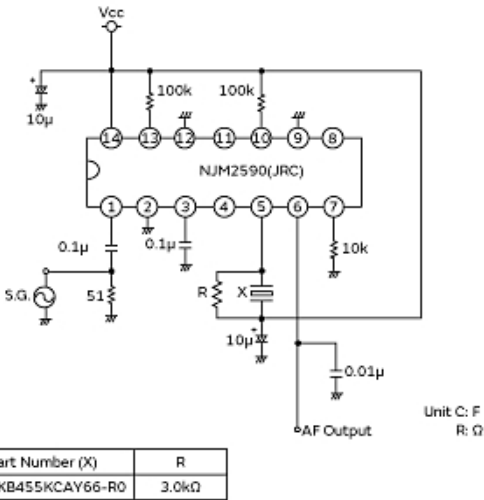 Vcc
100k 100k
10µ
14 13 12 11 10 9 8
NJM2590(JRC)
1 2 3 4 5 6 7
0.1µ 0.1µ 10k
S.G. 51 R X
10µ
0.01µ
AF Output
Unit C: F
R: Ω
art Number (X) R
KB455KCAY66-R0 3.0kΩ